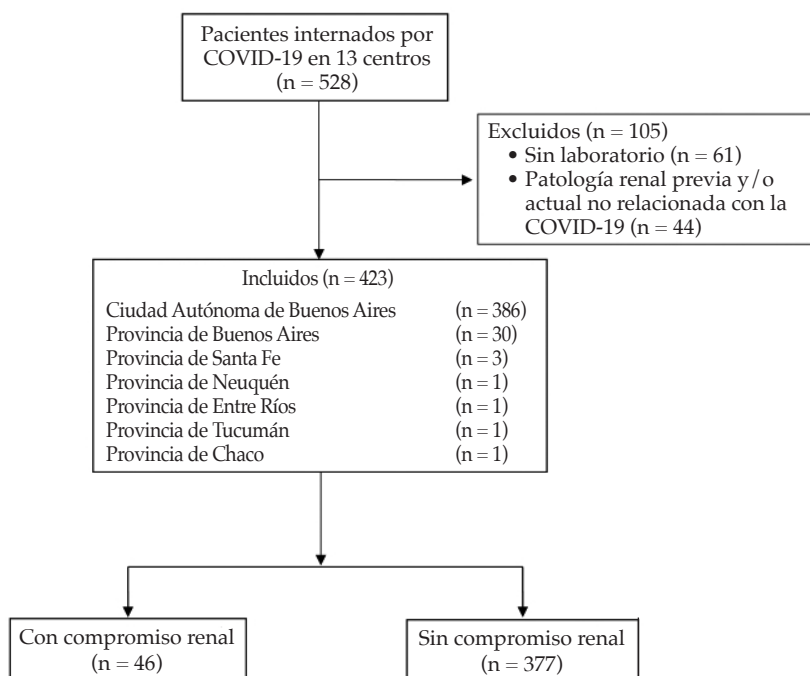 Pacientes internados por
COVID-19 en 13 centros
(n = 528)
Excluidos (n = 105)
• Sin laboratorio (n = 61)
• Patología renal previa y/o
actual no relacionada con la
COVID-19 (n = 44)
Incluidos (n = 423)
Ciudad Autónoma de Buenos Aires (n = 386)
Provincia de Buenos Aires (n = 30)
Provincia de Santa Fe (n = 3)
Provincia de Neuquén (n = 1)
Provincia de Entre Ríos (n = 1)
Provincia de Tucumán (n = 1)
Provincia de Chaco (n = 1)
Con compromiso renal
(n = 46)
Sin compromiso renal
(n = 377)